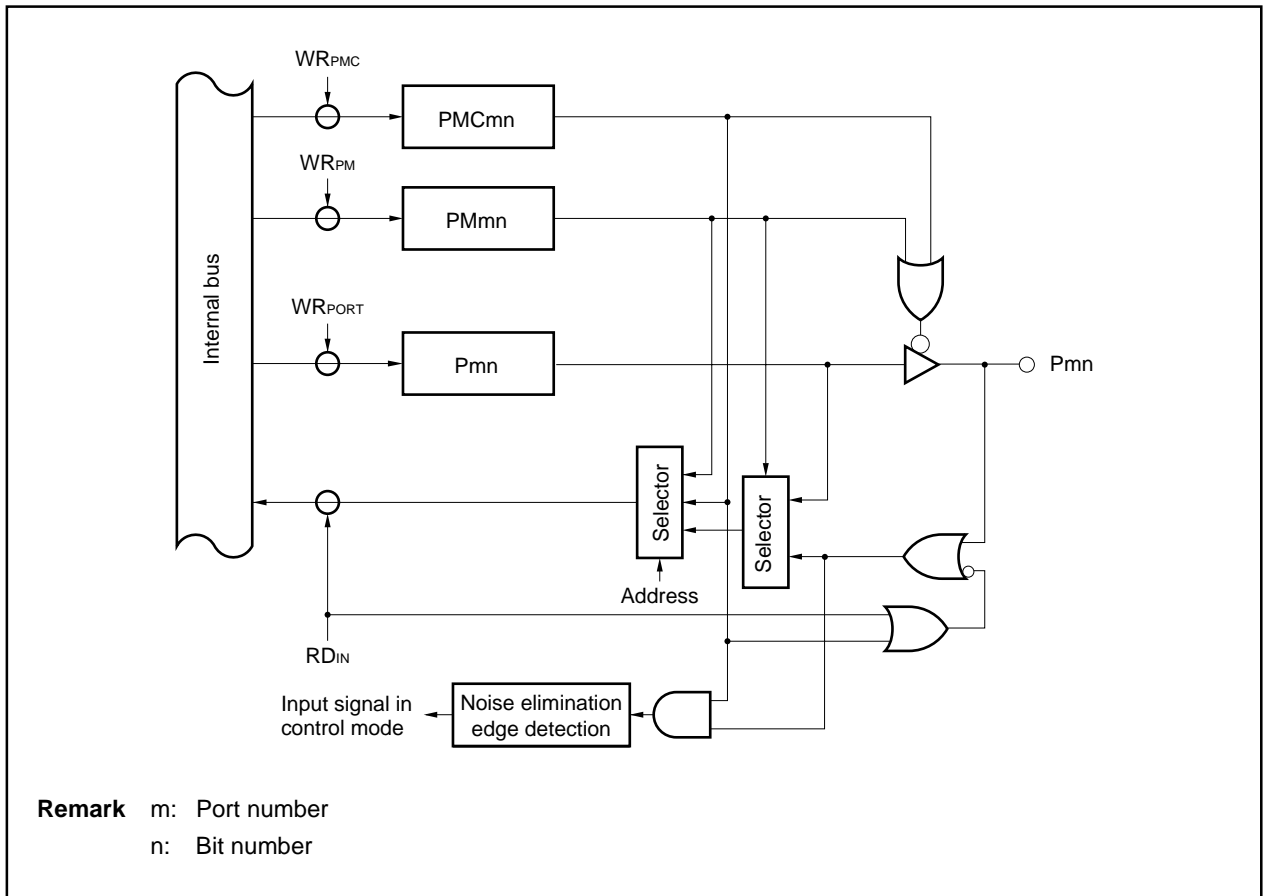 WRPMC
PMCmn
WRPM
PMmn
Internal bus
WRPORT
Pmn
Pmn
Selector
Selector
Address
RDIN
Input signal in
control mode
Noise elimination
edge detection
Remark m: Port number
n: Bit number